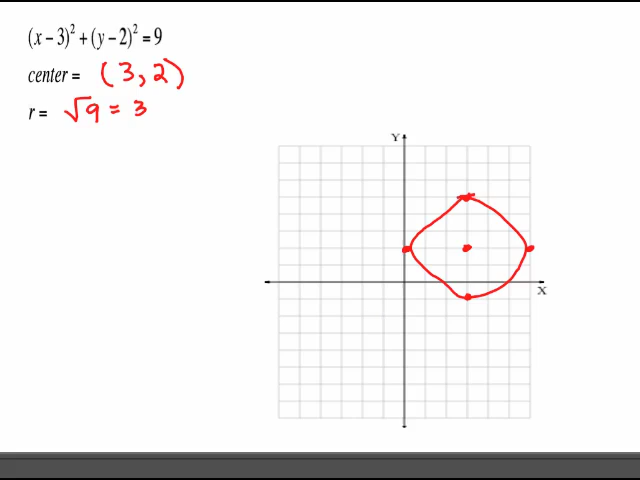 (x – 3)² + (y – 2)² = 9
center = (3, 2)
r = √9 = 3
Y
X